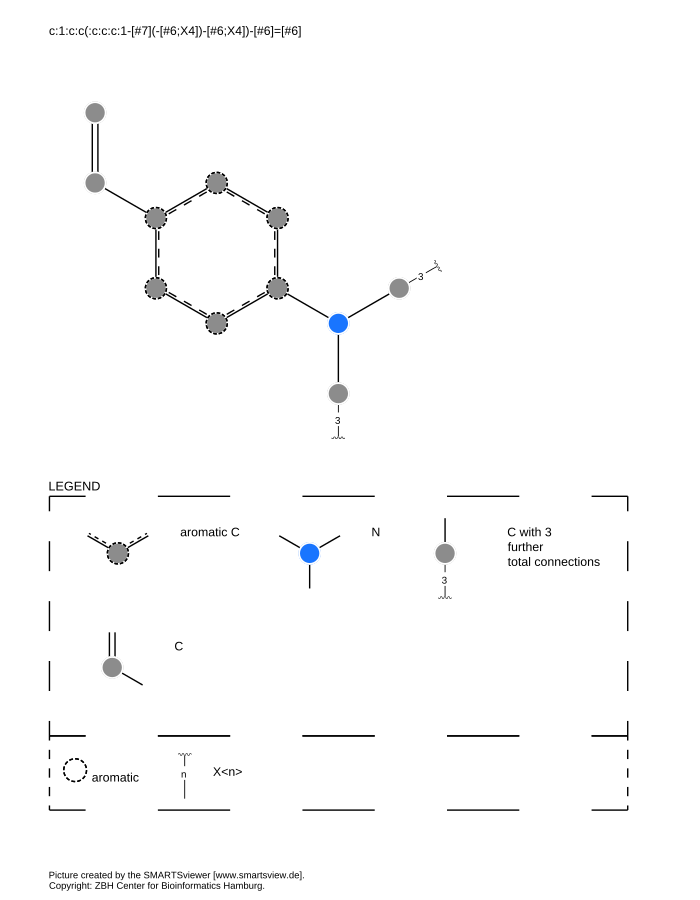 c:1:c:c(:c:c:c:1-[#7](-[#6;X4])-[#6;X4])-[#6]=[#6]
3
3
LEGEND
aromatic C
N
C with 3
further
total connections
3
C
aromatic
n
X<n>
Picture created by the SMARTSviewer [www.smartsview.de].
Copyright: ZBH Center for Bioinformatics Hamburg.